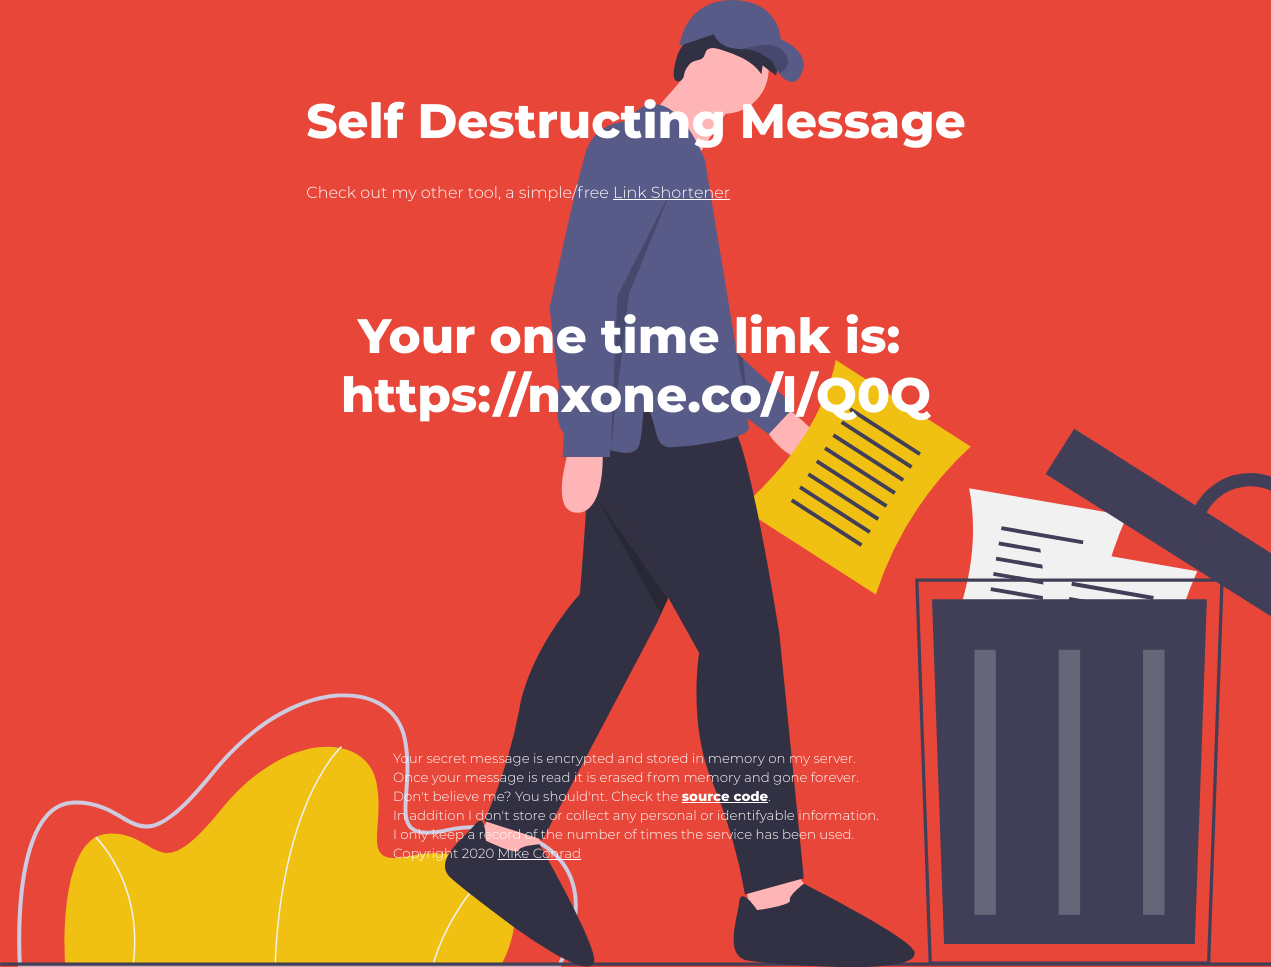 Self Destructing Message
Check out my other tool, a simple/free Link Shortener
Your one time link is:
https://nxone.co/l/Q0Q
Your secret message is encrypted and stored in memory on my server.
Once your message is read it is erased from memory and gone forever.
Don't believe me? You should'nt. Check the source code.
In addition I don't store or collect any personal or identifyable information.
I only keep a record of the number of times the service has been used.
Copyright 2020 Mike Conrad